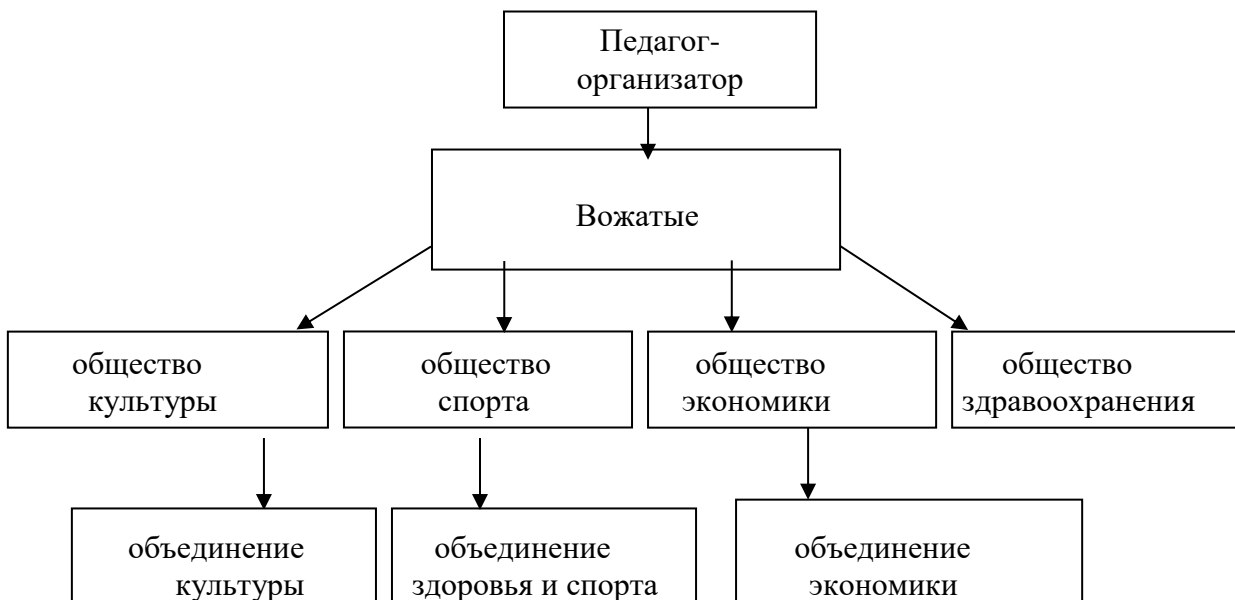 Педагог-
организатор
Вожатые
общество
культуры
общество
спорта
общество
экономики
общество
здравоохранения
объединение
культуры
объединение
здоровья и спорта
объединение
экономики